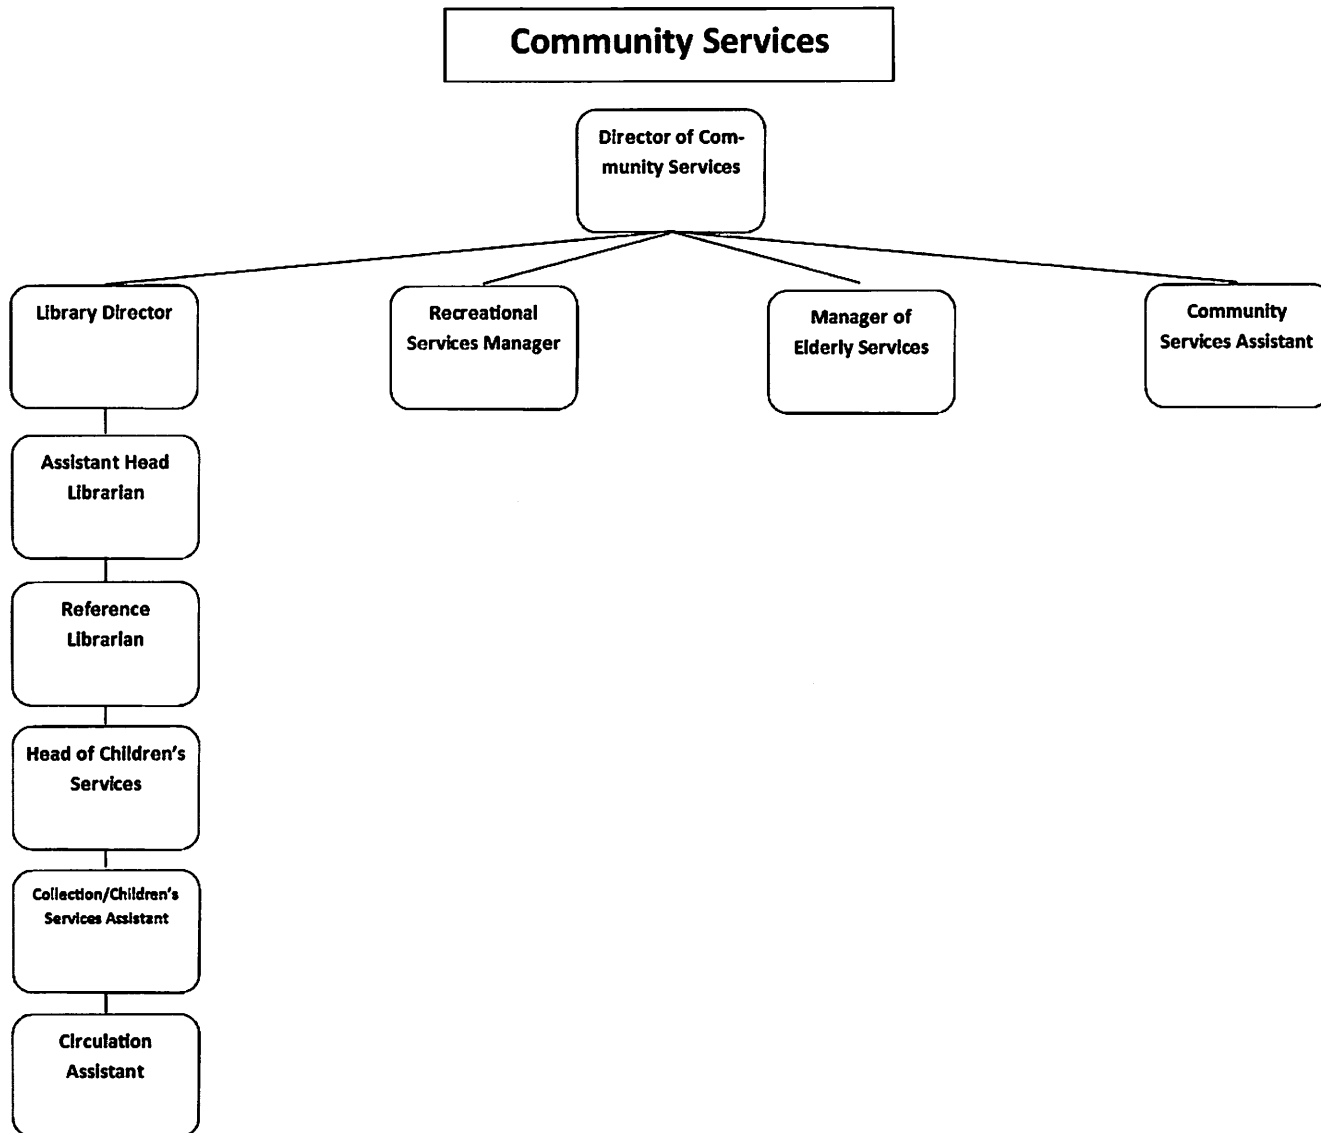 Community Services
Director of Com-
munity Services
Library Director
Recreational
Services Manager
Manager of
Elderly Services
Community
Services Assistant
Assistant Head
Librarian
Reference
Librarian
Head of Children's
Services
Collection/Children's
Services Assistant
Circulation
Assistant